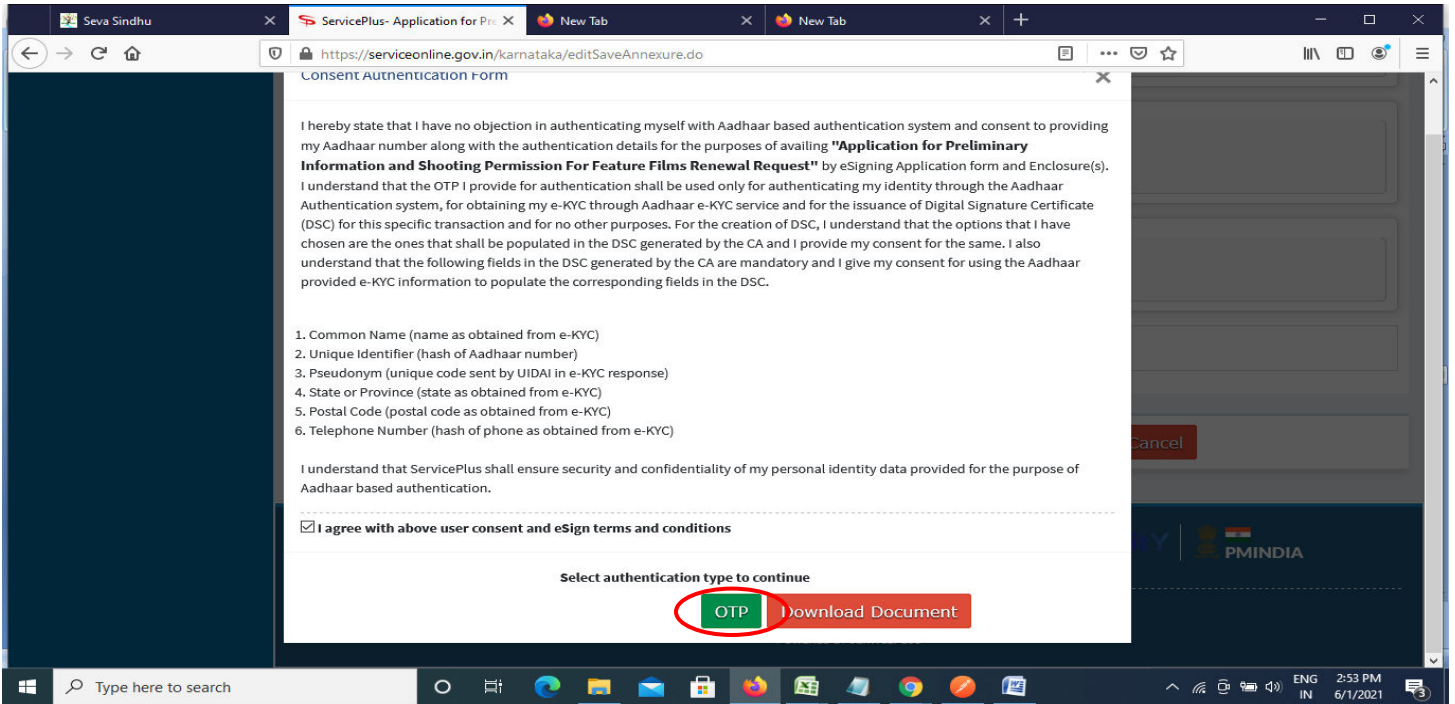 Seva Sindhu
ServicePlus- Application for Pre
New Tab
New Tab
https://serviceonline.gov.in/karnataka/editSaveAnnexure.do
Consent Authentication Form
I hereby state that I have no objection in authenticating myself with Aadhaar based authentication system and consent to providing
my Aadhaar number along with the authentication details for the purposes of availing "Application for Preliminary
Information and Shooting Permission For Feature Films Renewal Request" by eSigning Application form and Enclosure(s).
I understand that the OTP I provide for authentication shall be used only for authenticating my identity through the Aadhaar
Authentication system, for obtaining my e-KYC through Aadhaar e-KYC service and for the issuance of Digital Signature Certificate
(DSC) for this specific transaction and for no other purposes. For the creation of DSC, I understand that the options that I have
chosen are the ones that shall be populated in the DSC generated by the CA and I provide my consent for the same. I also
understand that the following fields in the DSC generated by the CA are mandatory and I give my consent for using the Aadhaar
provided e-KYC information to populate the corresponding fields in the DSC.
1. Common Name (name as obtained from e-KYC)
2. Unique Identifier (hash of Aadhaar number)
3. Pseudonym (unique code sent by UIDAI in e-KYC response)
4. State or Province (state as obtained from e-KYC)
5. Postal Code (postal code as obtained from e-KYC)
6. Telephone Number (hash of phone as obtained from e-KYC)
Cancel
I understand that ServicePlus shall ensure security and confidentiality of my personal identity data provided for the purpose of
Aadhaar based authentication.
I agree with above user consent and eSign terms and conditions
PMINDIA
Select authentication type to continue
OTP
Download Document
Type here to search
ENG
IN
2:53 PM
6/1/2021
3